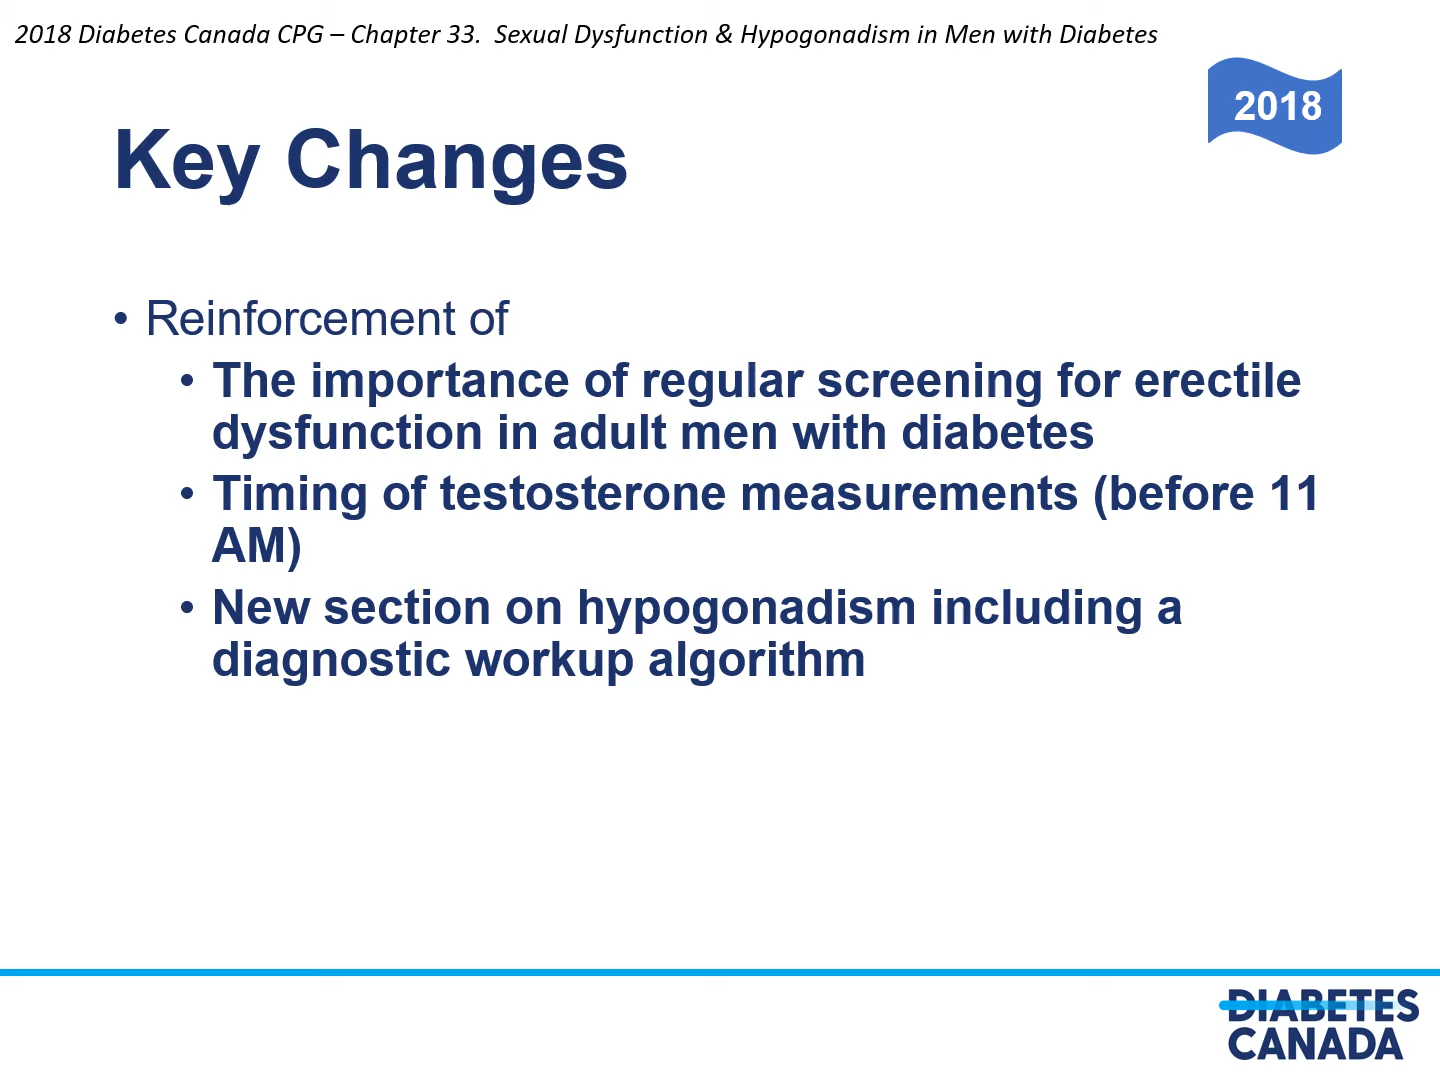 2018 Diabetes Canada CPG – Chapter 33.  Sexual Dysfunction & Hypogonadism in Men with Diabetes
2018
Key Changes
• Reinforcement of
• The importance of regular screening for erectile
dysfunction in adult men with diabetes
• Timing of testosterone measurements (before 11
AM)
• New section on hypogonadism including a
diagnostic workup algorithm
DIABETES
CANADA